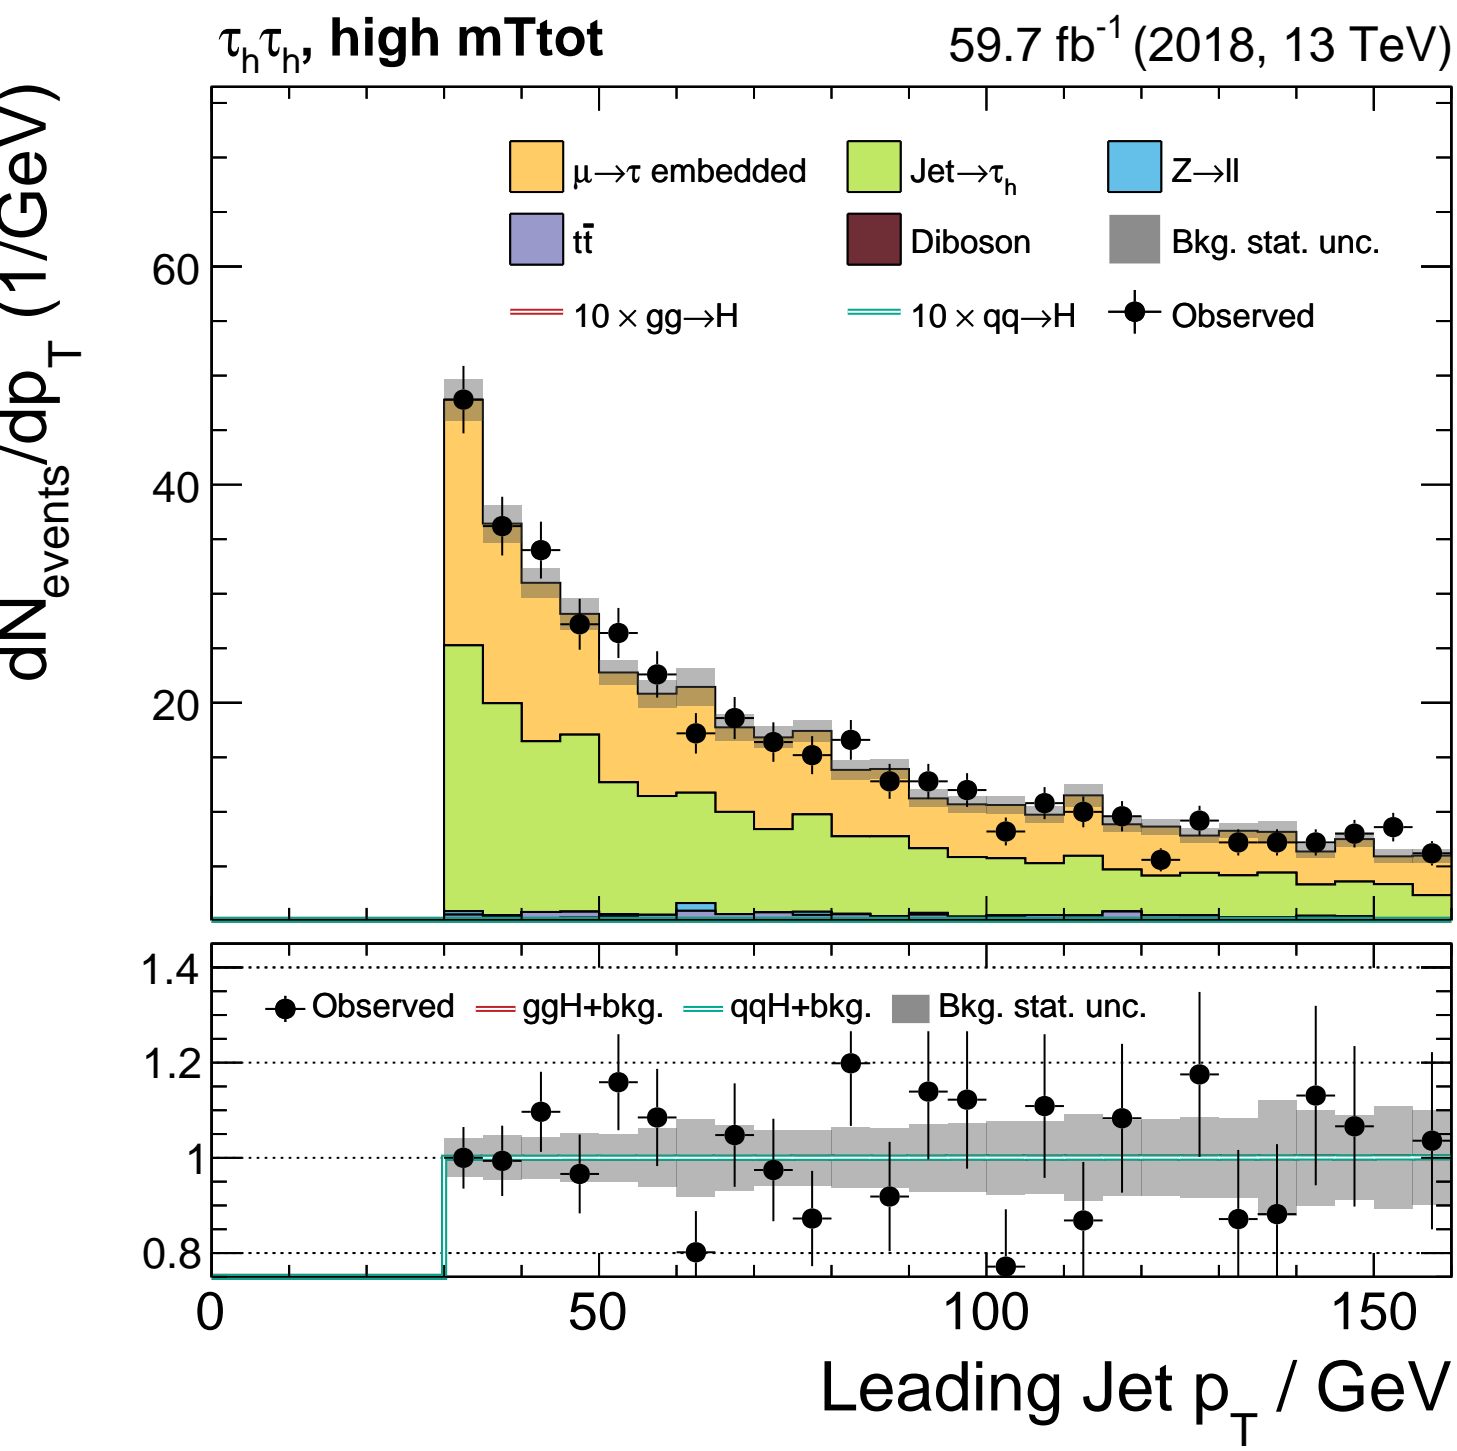 τhτh, high mTtot
59.7 fb-1 (2018, 13 TeV)
dNevents/dpT (1/GeV)
μ→τ embedded
Jet→τh
Z→ll
tt̄
Diboson
Bkg. stat. unc.
10 × gg→H
10 × qq→H
Observed
60
40
20
1.4
1.2
1
0.8
Observed
ggH+bkg.
qqH+bkg.
Bkg. stat. unc.
0
50
100
150
Leading Jet pT / GeV